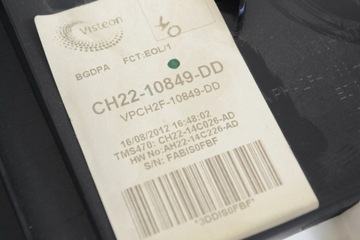 Visteon
BGDPA FCT:EOL/1
CH22-10849-DD
VPCH2F-10849-DD
16/08/2012 16:48:02
TMS470: CH22-14C026-AD
HW No: AH22-14C226-AD
S/N: FABIS0FBF
*3DDIS0FBF*